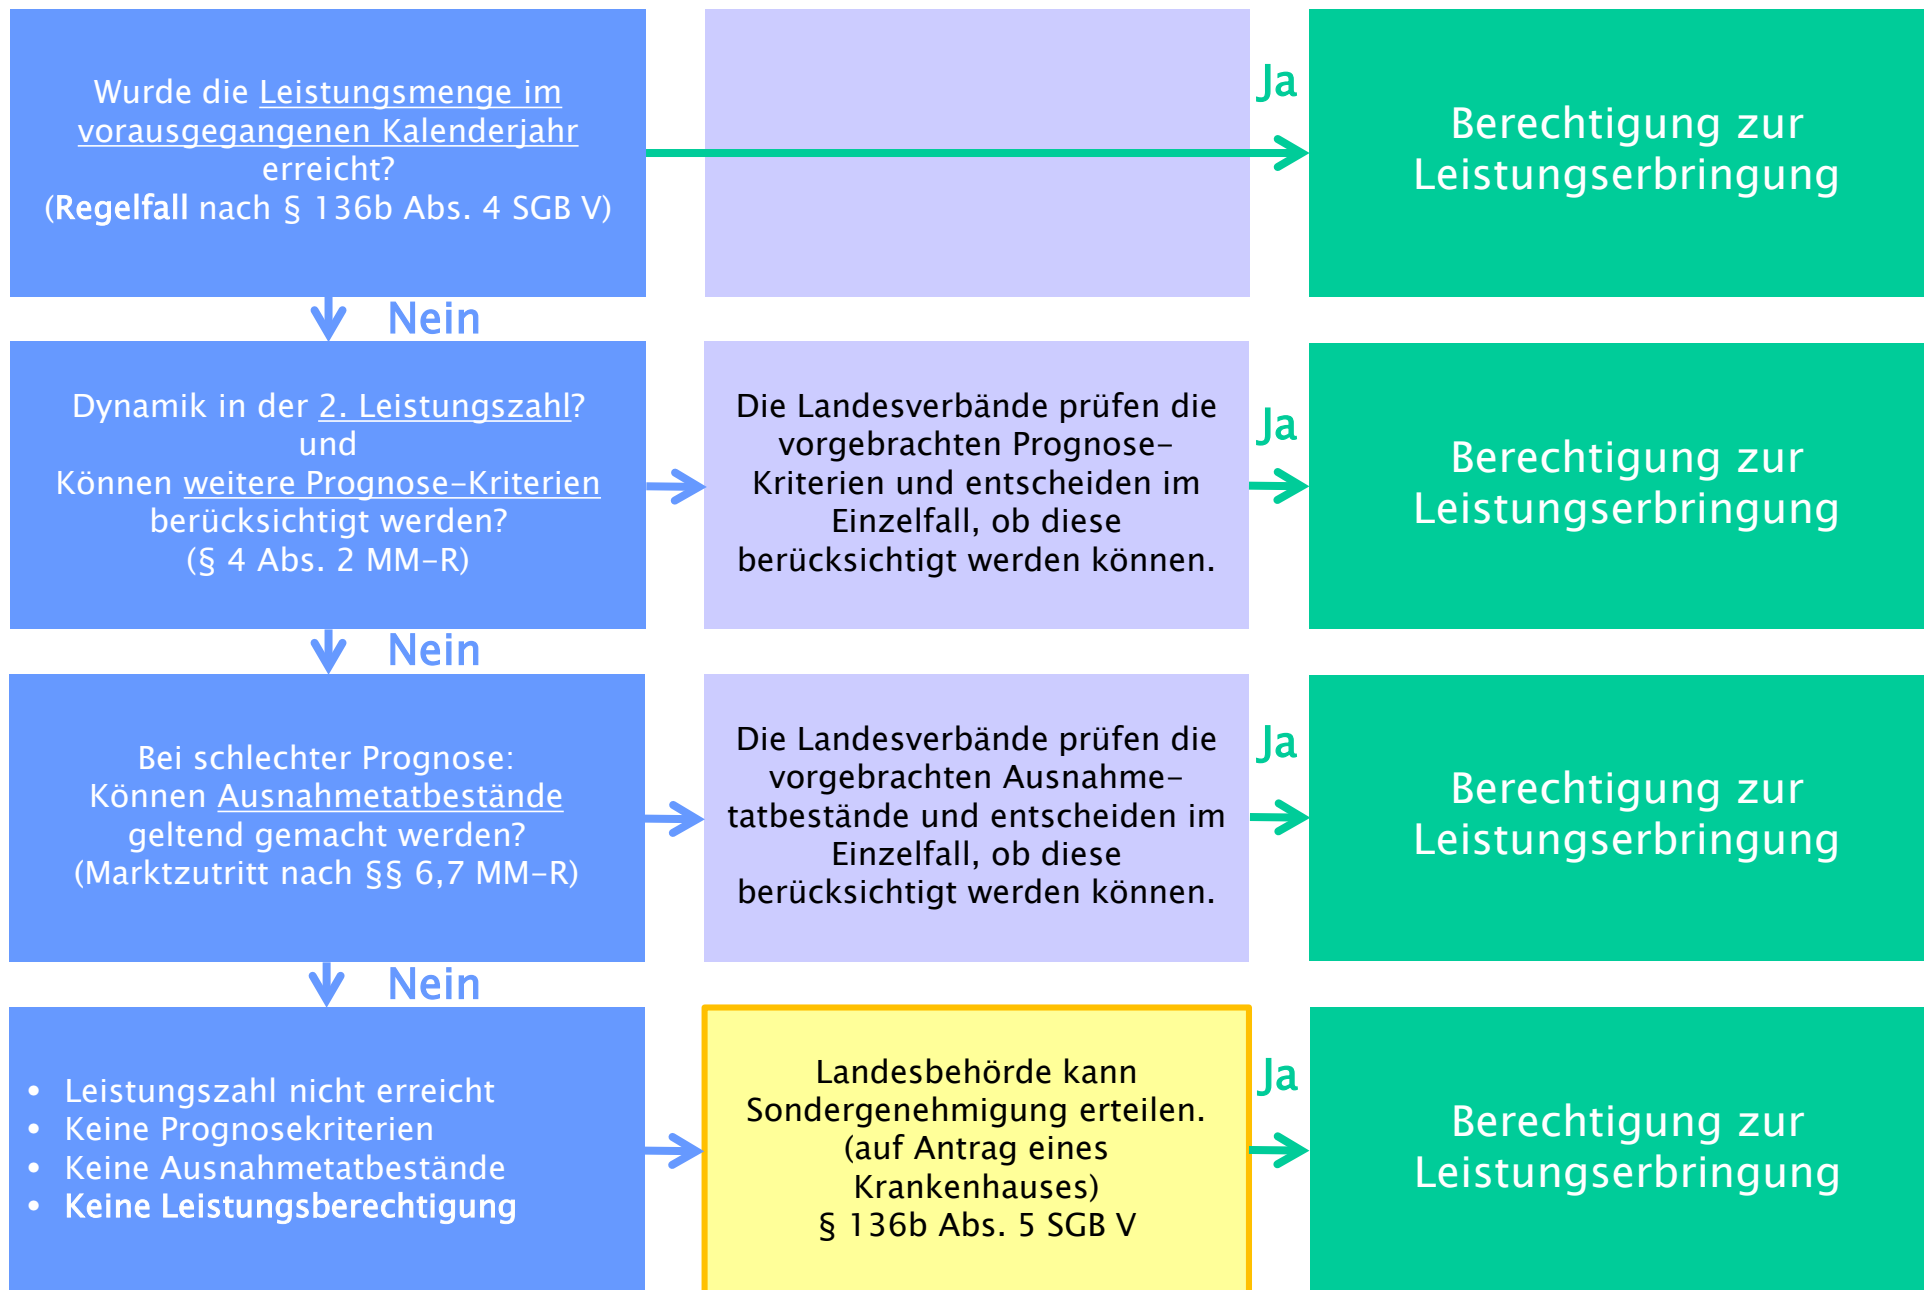 Wurde die Leistungsmenge im
vorausgegangenen Kalenderjahr
erreicht?
(Regelfall nach § 136b Abs. 4 SGB V)
Ja
Berechtigung zur
Leistungserbringung
Nein
Dynamik in der 2. Leistungszahl?
und
Können weitere Prognose-Kriterien
berücksichtigt werden?
(§ 4 Abs. 2 MM-R)
Die Landesverbände prüfen die
vorgebrachten Prognose-
Kriterien und entscheiden im
Einzelfall, ob diese
berücksichtigt werden können.
Ja
Berechtigung zur
Leistungserbringung
Nein
Bei schlechter Prognose:
Können Ausnahmetatbestände
geltend gemacht werden?
(Marktzutritt nach §§ 6,7 MM-R)
Die Landesverbände prüfen die
vorgebrachten Ausnahme-
tatbestände und entscheiden im
Einzelfall, ob diese
berücksichtigt werden können.
Ja
Berechtigung zur
Leistungserbringung
Nein
• Leistungszahl nicht erreicht
• Keine Prognosekriterien
• Keine Ausnahmetatbestände
• Keine Leistungsberechtigung
Landesbehörde kann
Sondergenehmigung erteilen.
(auf Antrag eines
Krankenhauses)
§ 136b Abs. 5 SGB V
Ja
Berechtigung zur
Leistungserbringung